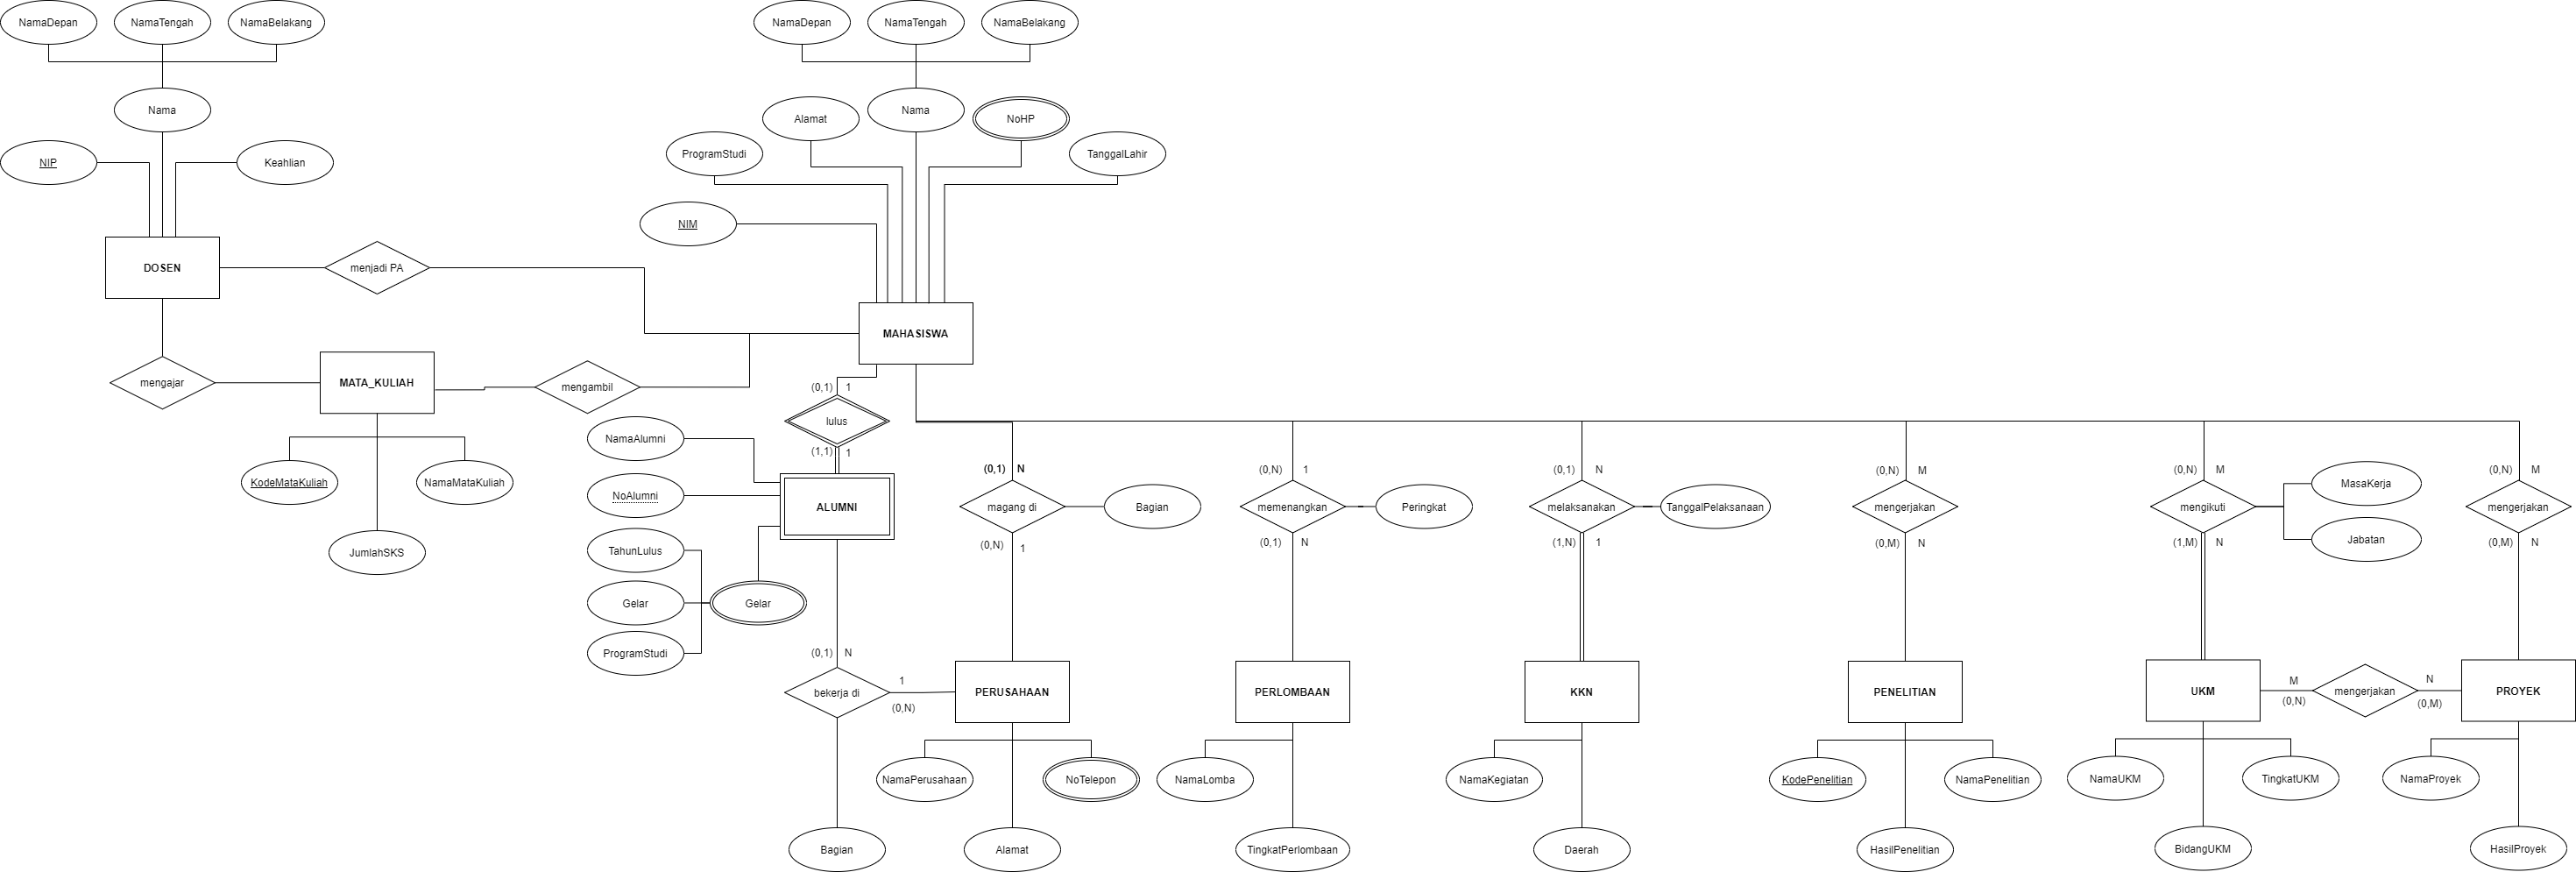 NamaDepan
NamaTengah
NamaBelakang
NamaDepan
NamaTengah
NamaBelakang
Nama
Alamat
Nama
NoHP
NIP
Keahlian
ProgramStudi
TanggalLahir
NIM
DOSEN
menjadi PA
MAHASISWA
mengajar
MATA_KULIAH
mengambil
(0,1) 1
lulus
(1,1) 1
NamaAlumni
KodeMataKuliah
NamaMataKuliah
NoAlumni
ALUMNI
JumlahSKS
TahunLulus
Gelar
Gelar
ProgramStudi
(0,1) N
magang di
Bagian
(0,N) 1
(0,N) 1
memenangkan
Peringkat
(0,1) N
(0,1) N
melaksanakan
TanggalPelaksanaan
(1,N) 1
(0,N) M
mengerjakan
(0,M) N
(0,N) M
mengikuti
MasaKerja
Jabatan
(1,M) N
(0,N) M
mengerjakan
(0,M) N
(0,1) N
bekerja di
1
(0,N)
PERUSAHAAN
PERLOMBAAN
KKN
PENELITIAN
UKM
M
(0,N)
mengerjakan
N
(0,M)
PROYEK
NamaPerusahaan
NoTelepon
NamaLomba
NamaKegiatan
KodePenelitian
NamaPenelitian
NamaUKM
TingkatUKM
NamaProyek
Bagian
Alamat
TingkatPerlombaan
Daerah
HasilPenelitian
BidangUKM
HasilProyek